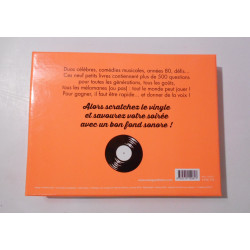 Duos célèbres, comédies musicales, années 80, défis...
Ces neuf petits livres contiennent plus de 500 questions
pour toutes les générations, tous les goûts,
tous les mélomanes (ou pas) : tout le monde peut jouer !
Pour gagner, il faut être rapide... et donner de la voix !
Alors scratchez le vinyle
et savourez votre soirée
avec un bon fond sonore !